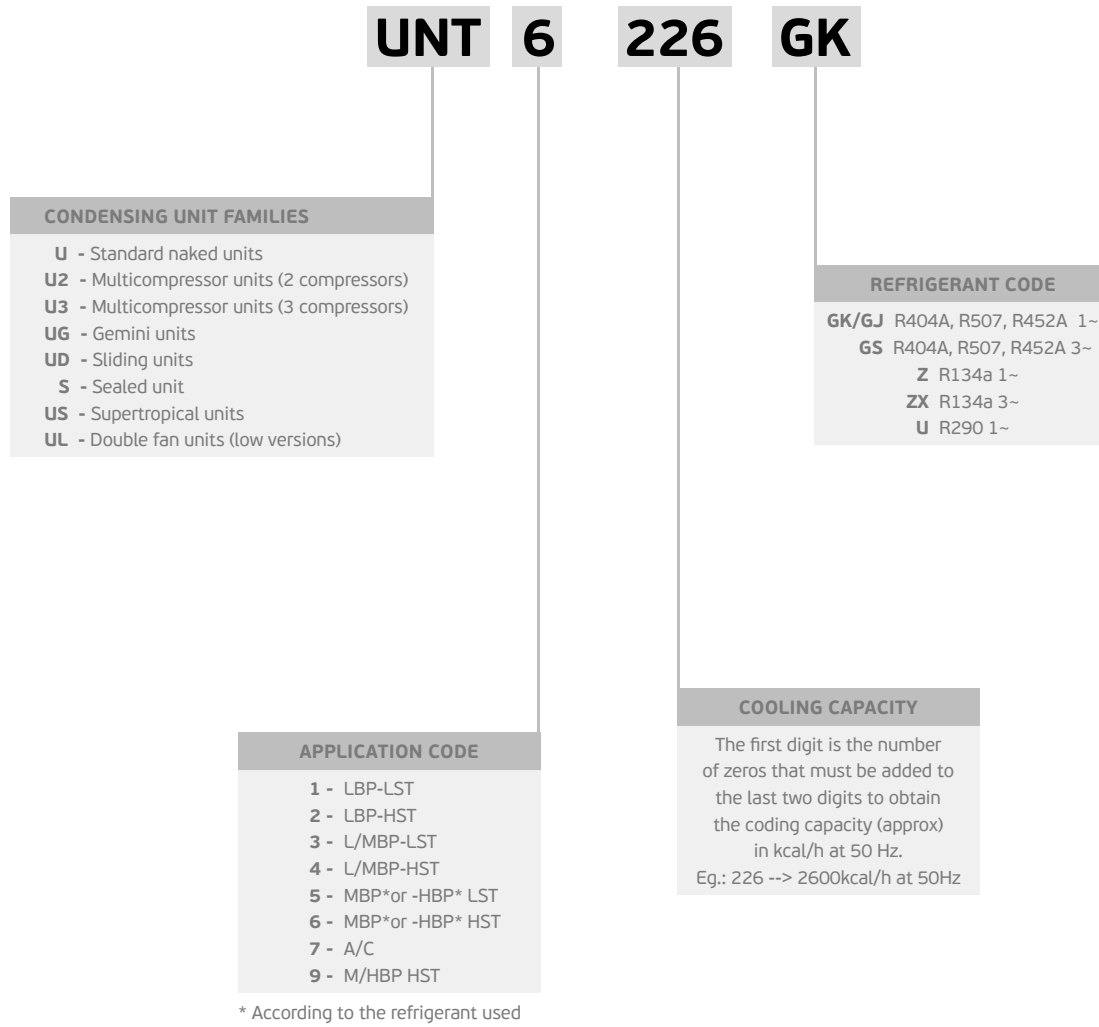 UNT 6 226 GK
CONDENSING UNIT FAMILIES
U - Standard naked units
U2 - Multicompressor units (2 compressors)
U3 - Multicompressor units (3 compressors)
UG - Gemini units
UD - Sliding units
S - Sealed unit
US - Supertropical units
UL - Double fan units (low versions)
REFRIGERANT CODE
GK/GJ R404A, R507, R452A 1~
GS R404A, R507, R452A 3~
Z R134a 1~
ZX R134a 3~
U R290 1~
COOLING CAPACITY
The first digit is the number
of zeros that must be added to
the last two digits to obtain
the coding capacity (approx)
in kcal/h at 50 Hz.
Eg.: 226 --> 2600kcal/h at 50Hz
APPLICATION CODE
1 - LBP-LST
2 - LBP-HST
3 - L/MBP-LST
4 - L/MBP-HST
5 - MBP*or -HBP* LST
6 - MBP*or -HBP* HST
7 - A/C
9 - M/HBP HST
* According to the refrigerant used